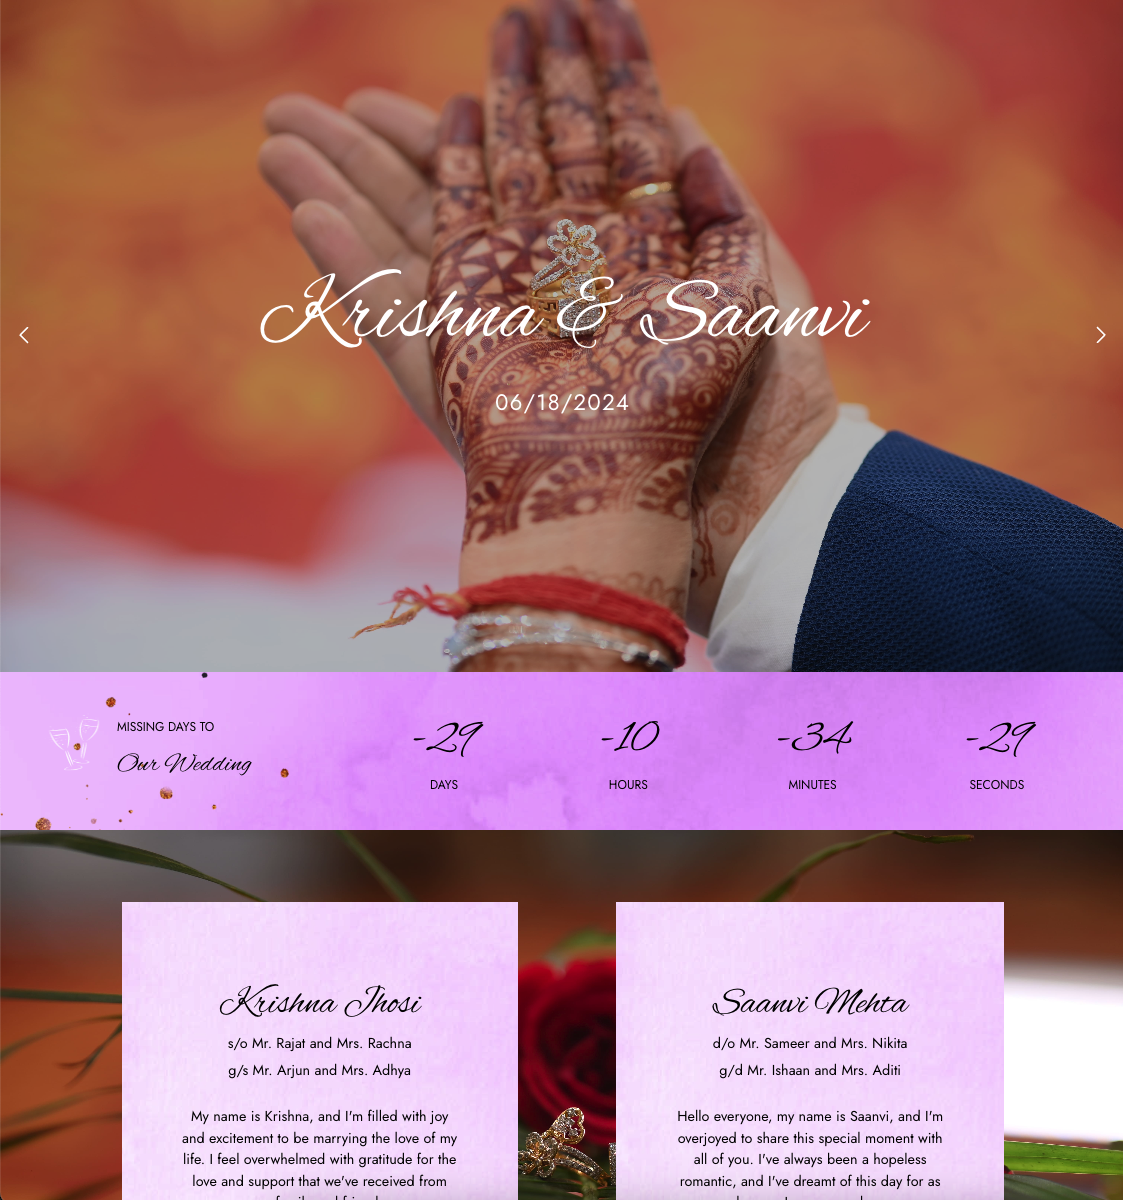 Krishna & Saanvi
06/18/2024
MISSING DAYS TO
Our Wedding
-29
DAYS
-10
HOURS
-34
MINUTES
-29
SECONDS
Krishna Jhosi
s/o Mr. Rajat and Mrs. Rachna
g/s Mr. Arjun and Mrs. Adhya
My name is Krishna, and I'm filled with joy
and excitement to be marrying the love of my
life. I feel overwhelmed with gratitude for the
love and support that we've received from
Saanvi Mehta
d/o Mr. Sameer and Mrs. Nikita
g/d Mr. Ishaan and Mrs. Aditi
Hello everyone, my name is Saanvi, and I'm
overjoyed to share this special moment with
all of you. I've always been a hopeless
romantic, and I've dreamt of this day for as